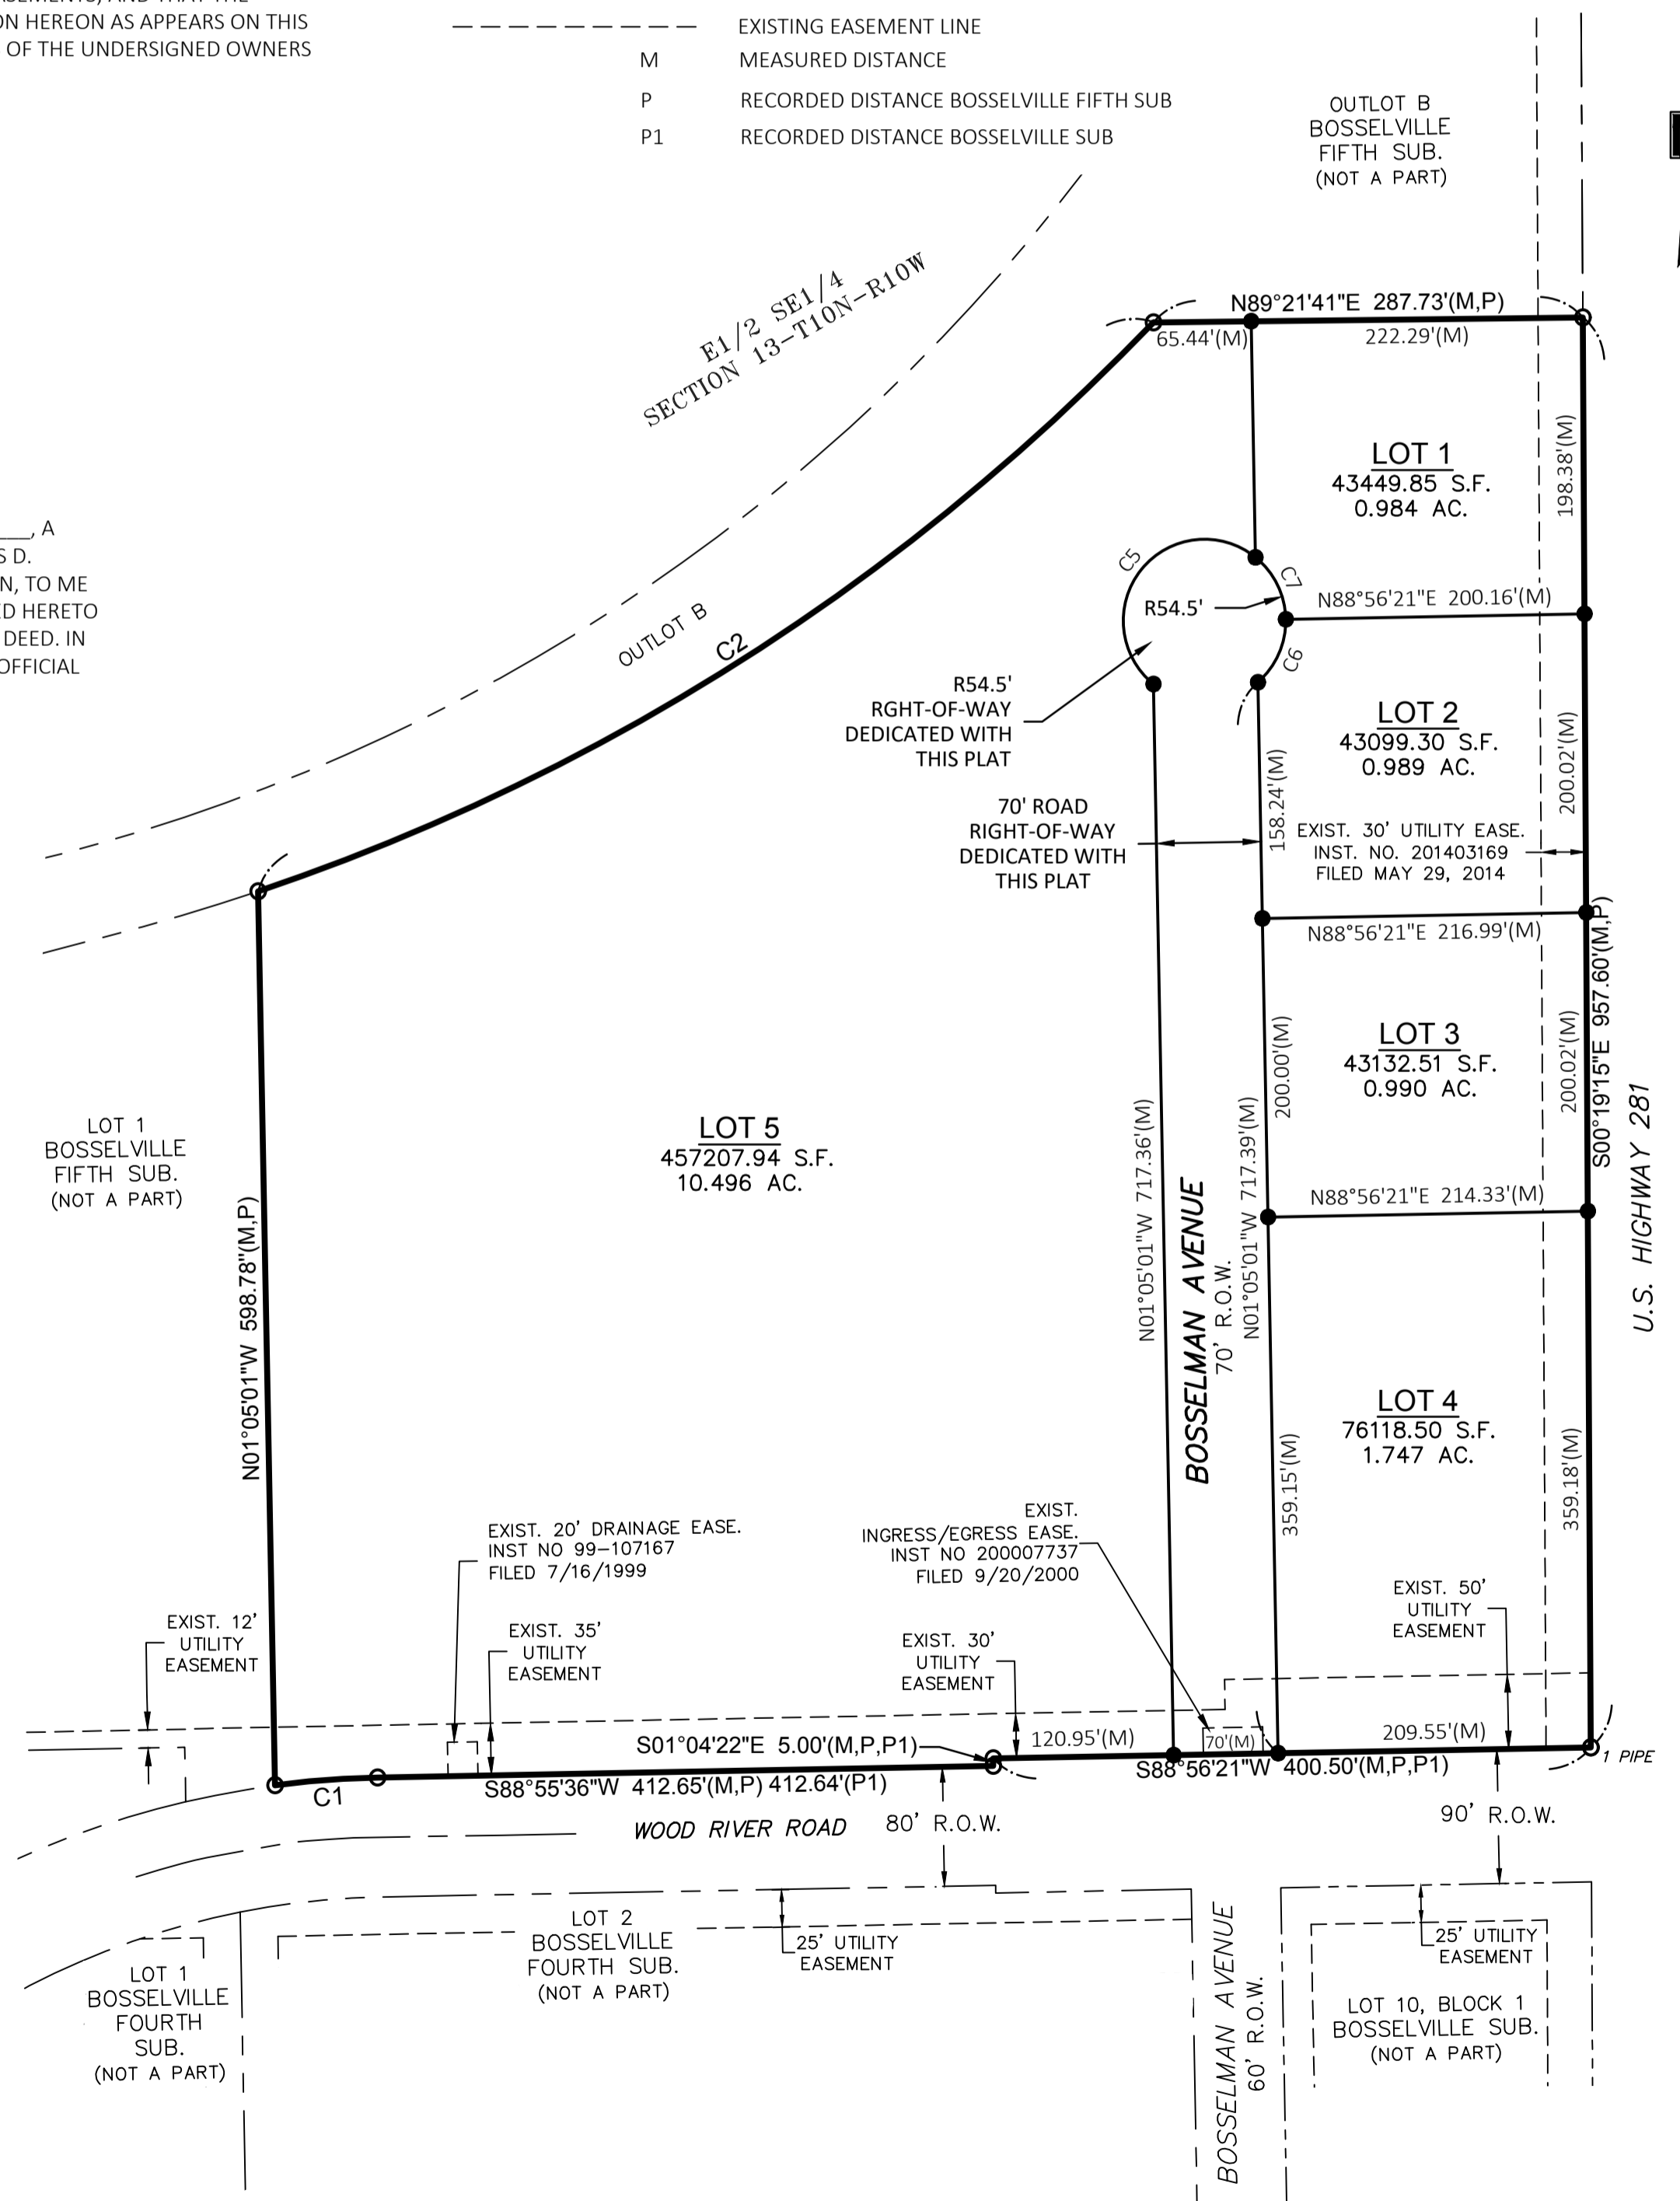 ON HEREON AS APPEARS ON THIS
OF THE UNDERSIGNED OWNERS
EXISTING EASEMENT LINE
M MEASURED DISTANCE
P RECORDED DISTANCE BOSSELVILLE FIFTH SUB
P1 RECORDED DISTANCE BOSSELVILLE SUB
OUTLOT B
BOSSELVILLE
FIFTH SUB.
(NOT A PART)
E1/2 SE1/4
SECTION 13-T10N-R10W
N89°21'41"E 287.73'(M,P)
65.44'(M)
222.29'(M)
LOT 1
43449.85 S.F.
0.984 AC.
198.38'(M)
____, A
S D.
N, TO ME
ED HERETO
DEED. IN
OFFICIAL
OUTLOT B
C2
C5
C7
R54.5'
N88°56'21"E 200.16'(M)
C6
R54.5'
RGHT-OF-WAY
DEDICATED WITH
THIS PLAT
LOT 2
43099.30 S.F.
0.989 AC.
200.02'(M)
158.24'(M)
70' ROAD
RIGHT-OF-WAY
DEDICATED WITH
THIS PLAT
EXIST. 30' UTILITY EASE.
INST. NO. 201403169
FILED MAY 29, 2014
N88°56'21"E 216.99'(M)
S00°19'15"E 957.60'(M,P)
LOT 3
43132.51 S.F.
0.990 AC.
200.00'(M)
200.02'(M)
U.S. HIGHWAY 281
LOT 1
BOSSELVILLE
FIFTH SUB.
(NOT A PART)
LOT 5
457207.94 S.F.
10.496 AC.
N01°05'01"W 598.78"(M,P)
N01°05'01"W 717.36'(M)
BOSSELMAN AVENUE
70' R.O.W.
N01°05'01"W 717.39'(M)
N88°56'21"E 214.33'(M)
LOT 4
76118.50 S.F.
1.747 AC.
359.15'(M)
359.18'(M)
EXIST. 20' DRAINAGE EASE.
INST NO 99-107167
FILED 7/16/1999
EXIST.
INGRESS/EGRESS EASE.
INST NO 200007737
FILED 9/20/2000
EXIST. 12'
UTILITY
EASEMENT
EXIST. 35'
UTILITY
EASEMENT
EXIST. 30'
UTILITY
EASEMENT
EXIST. 50'
UTILITY
EASEMENT
S01°04'22"E 5.00'(M,P,P1)
120.95'(M)
70'(M)
209.55'(M)
1 PIPE
C1
S88°55'36"W 412.65'(M,P) 412.64'(P1)
S88°56'21"W 400.50'(M,P,P1)
WOOD RIVER ROAD
80' R.O.W.
90' R.O.W.
LOT 2
BOSSELVILLE
FOURTH SUB.
(NOT A PART)
25' UTILITY
EASEMENT
25' UTILITY
EASEMENT
LOT 1
BOSSELVILLE
FOURTH
SUB.
(NOT A PART)
BOSSELMAN AVENUE
60' R.O.W.
LOT 10, BLOCK 1
BOSSELVILLE SUB.
(NOT A PART)